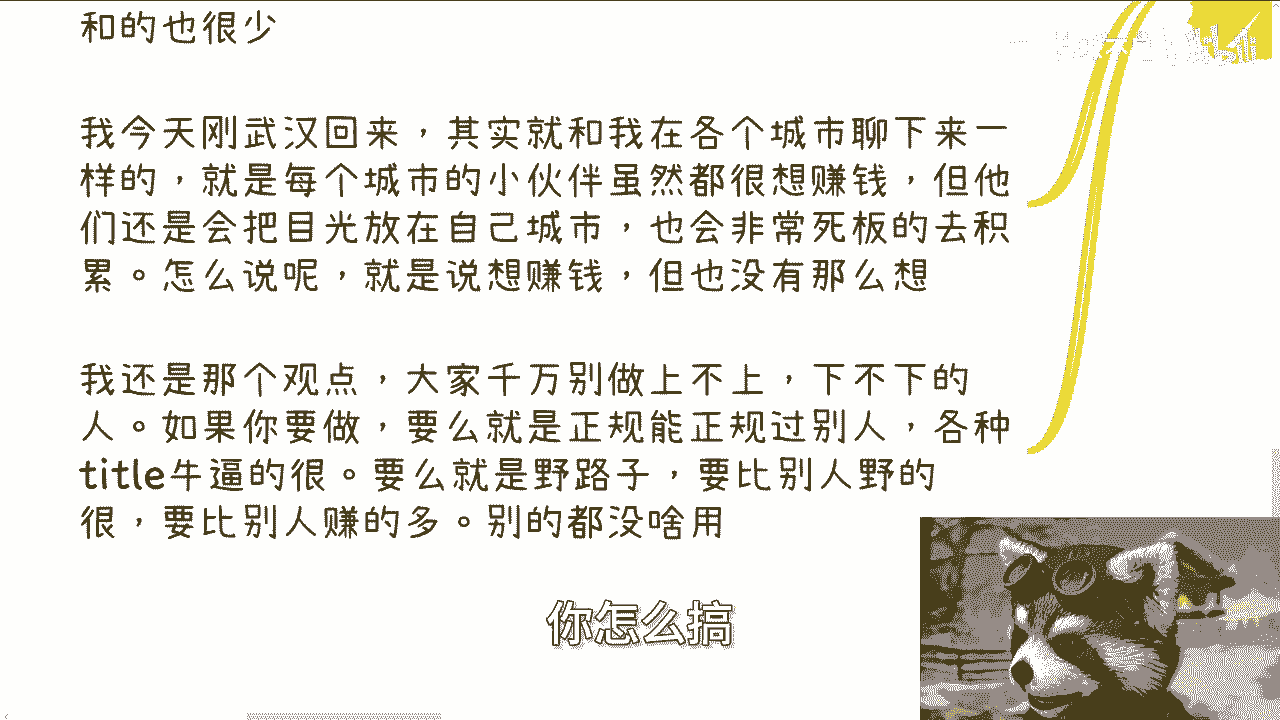 和的也很少
我今天刚武汉回来，其实就和我在各个城市聊下来一
样的，就是每个城市的小伙伴虽然都很想赚钱，但他
们还是会把目光放在自己城市，也会非常死板的去积
累。怎么说呢，就是说想赚钱，但也没有那么想
我还是那个观点，大家千万别做上不上，下不下的
人。如果你要做，要么就是正规能正规过别人，各种
title牛逼的很。要么就是野路子，要比别人野的
很，要比别人赚的多。别的都没啥用
你怎么搞